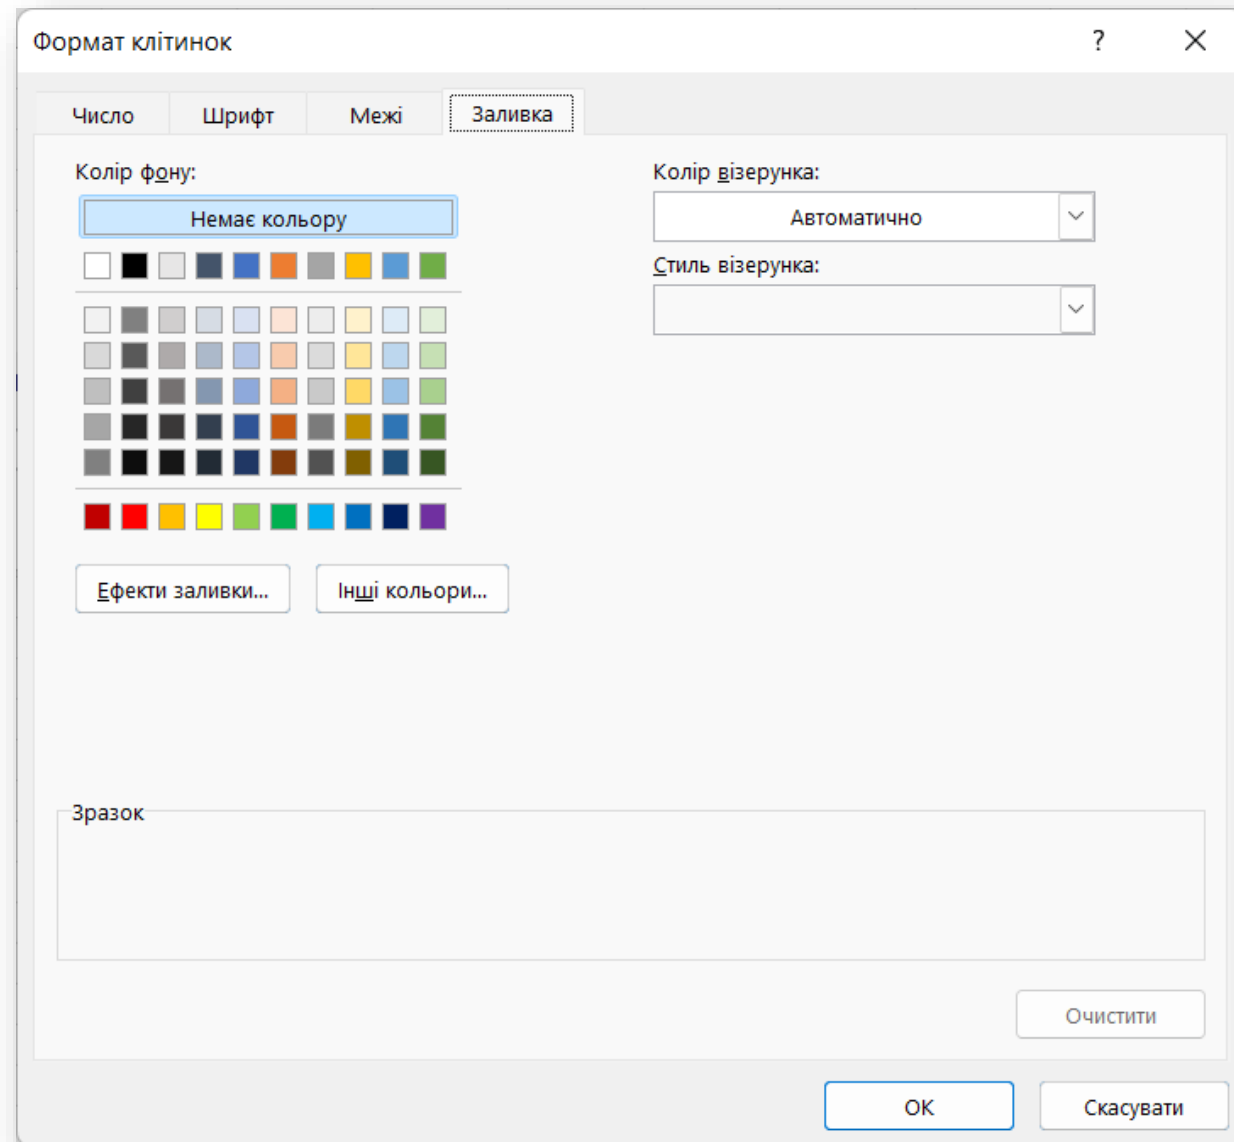 Формат клітинок ?
Число Шрифт Межі Заливка
Колір фону:
Немає кольору
Колір візерунка:
Автоматично
Стиль візерунка:
Ефекти заливки... Інші кольори...
Зразок
Очистити
ОК Скасувати